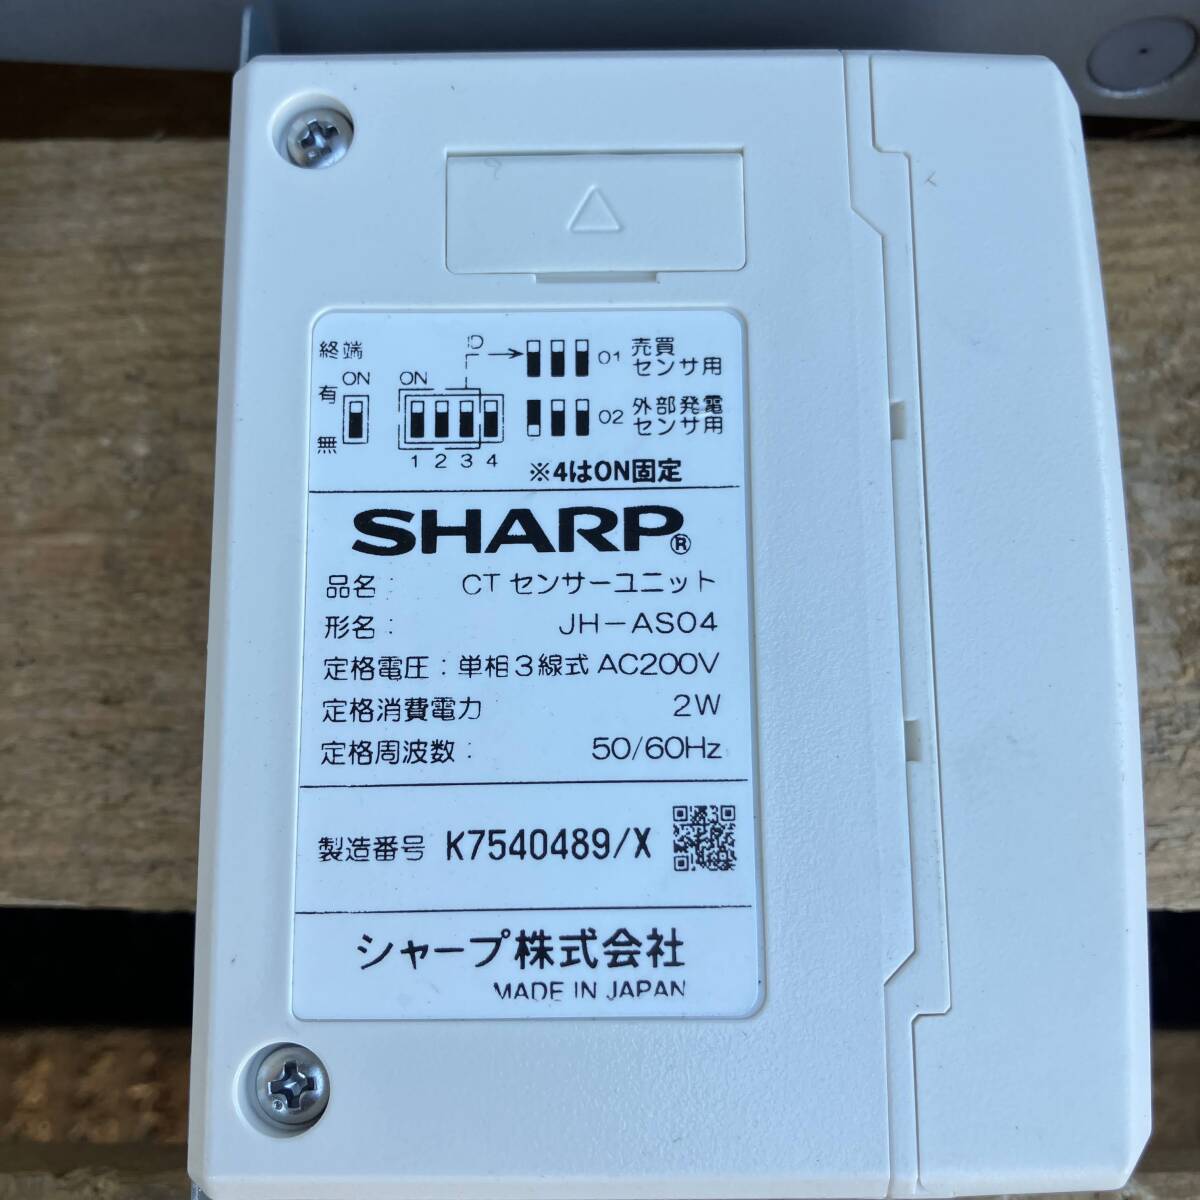 終端
有
ON
無
ON
1 2 3 4
ID
01 売買
センサ用
02 外部発電
センサ用
※4はON固定
SHARP®
品名: CTセンサーユニット
形名: JH-AS04
定格電圧: 単相3線式 AC200V
定格消費電力 2W
定格周波数: 50/60Hz
製造番号 K7540489/X
シャープ株式会社
MADE IN JAPAN